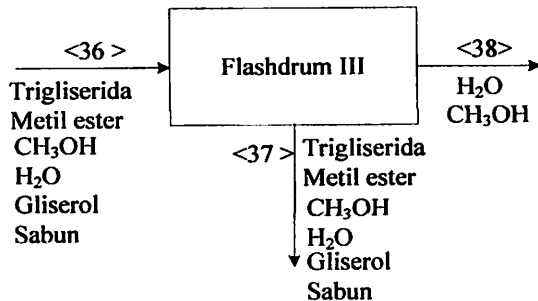 <36 >
Trigliserida
Metil ester
CH₃OH
H₂O
Gliserol
Sabun
Flashdrum III
<38>
H₂O
CH₃OH
<37 >
Trigliserida
Metil ester
CH₃OH
H₂O
Gliserol
Sabun